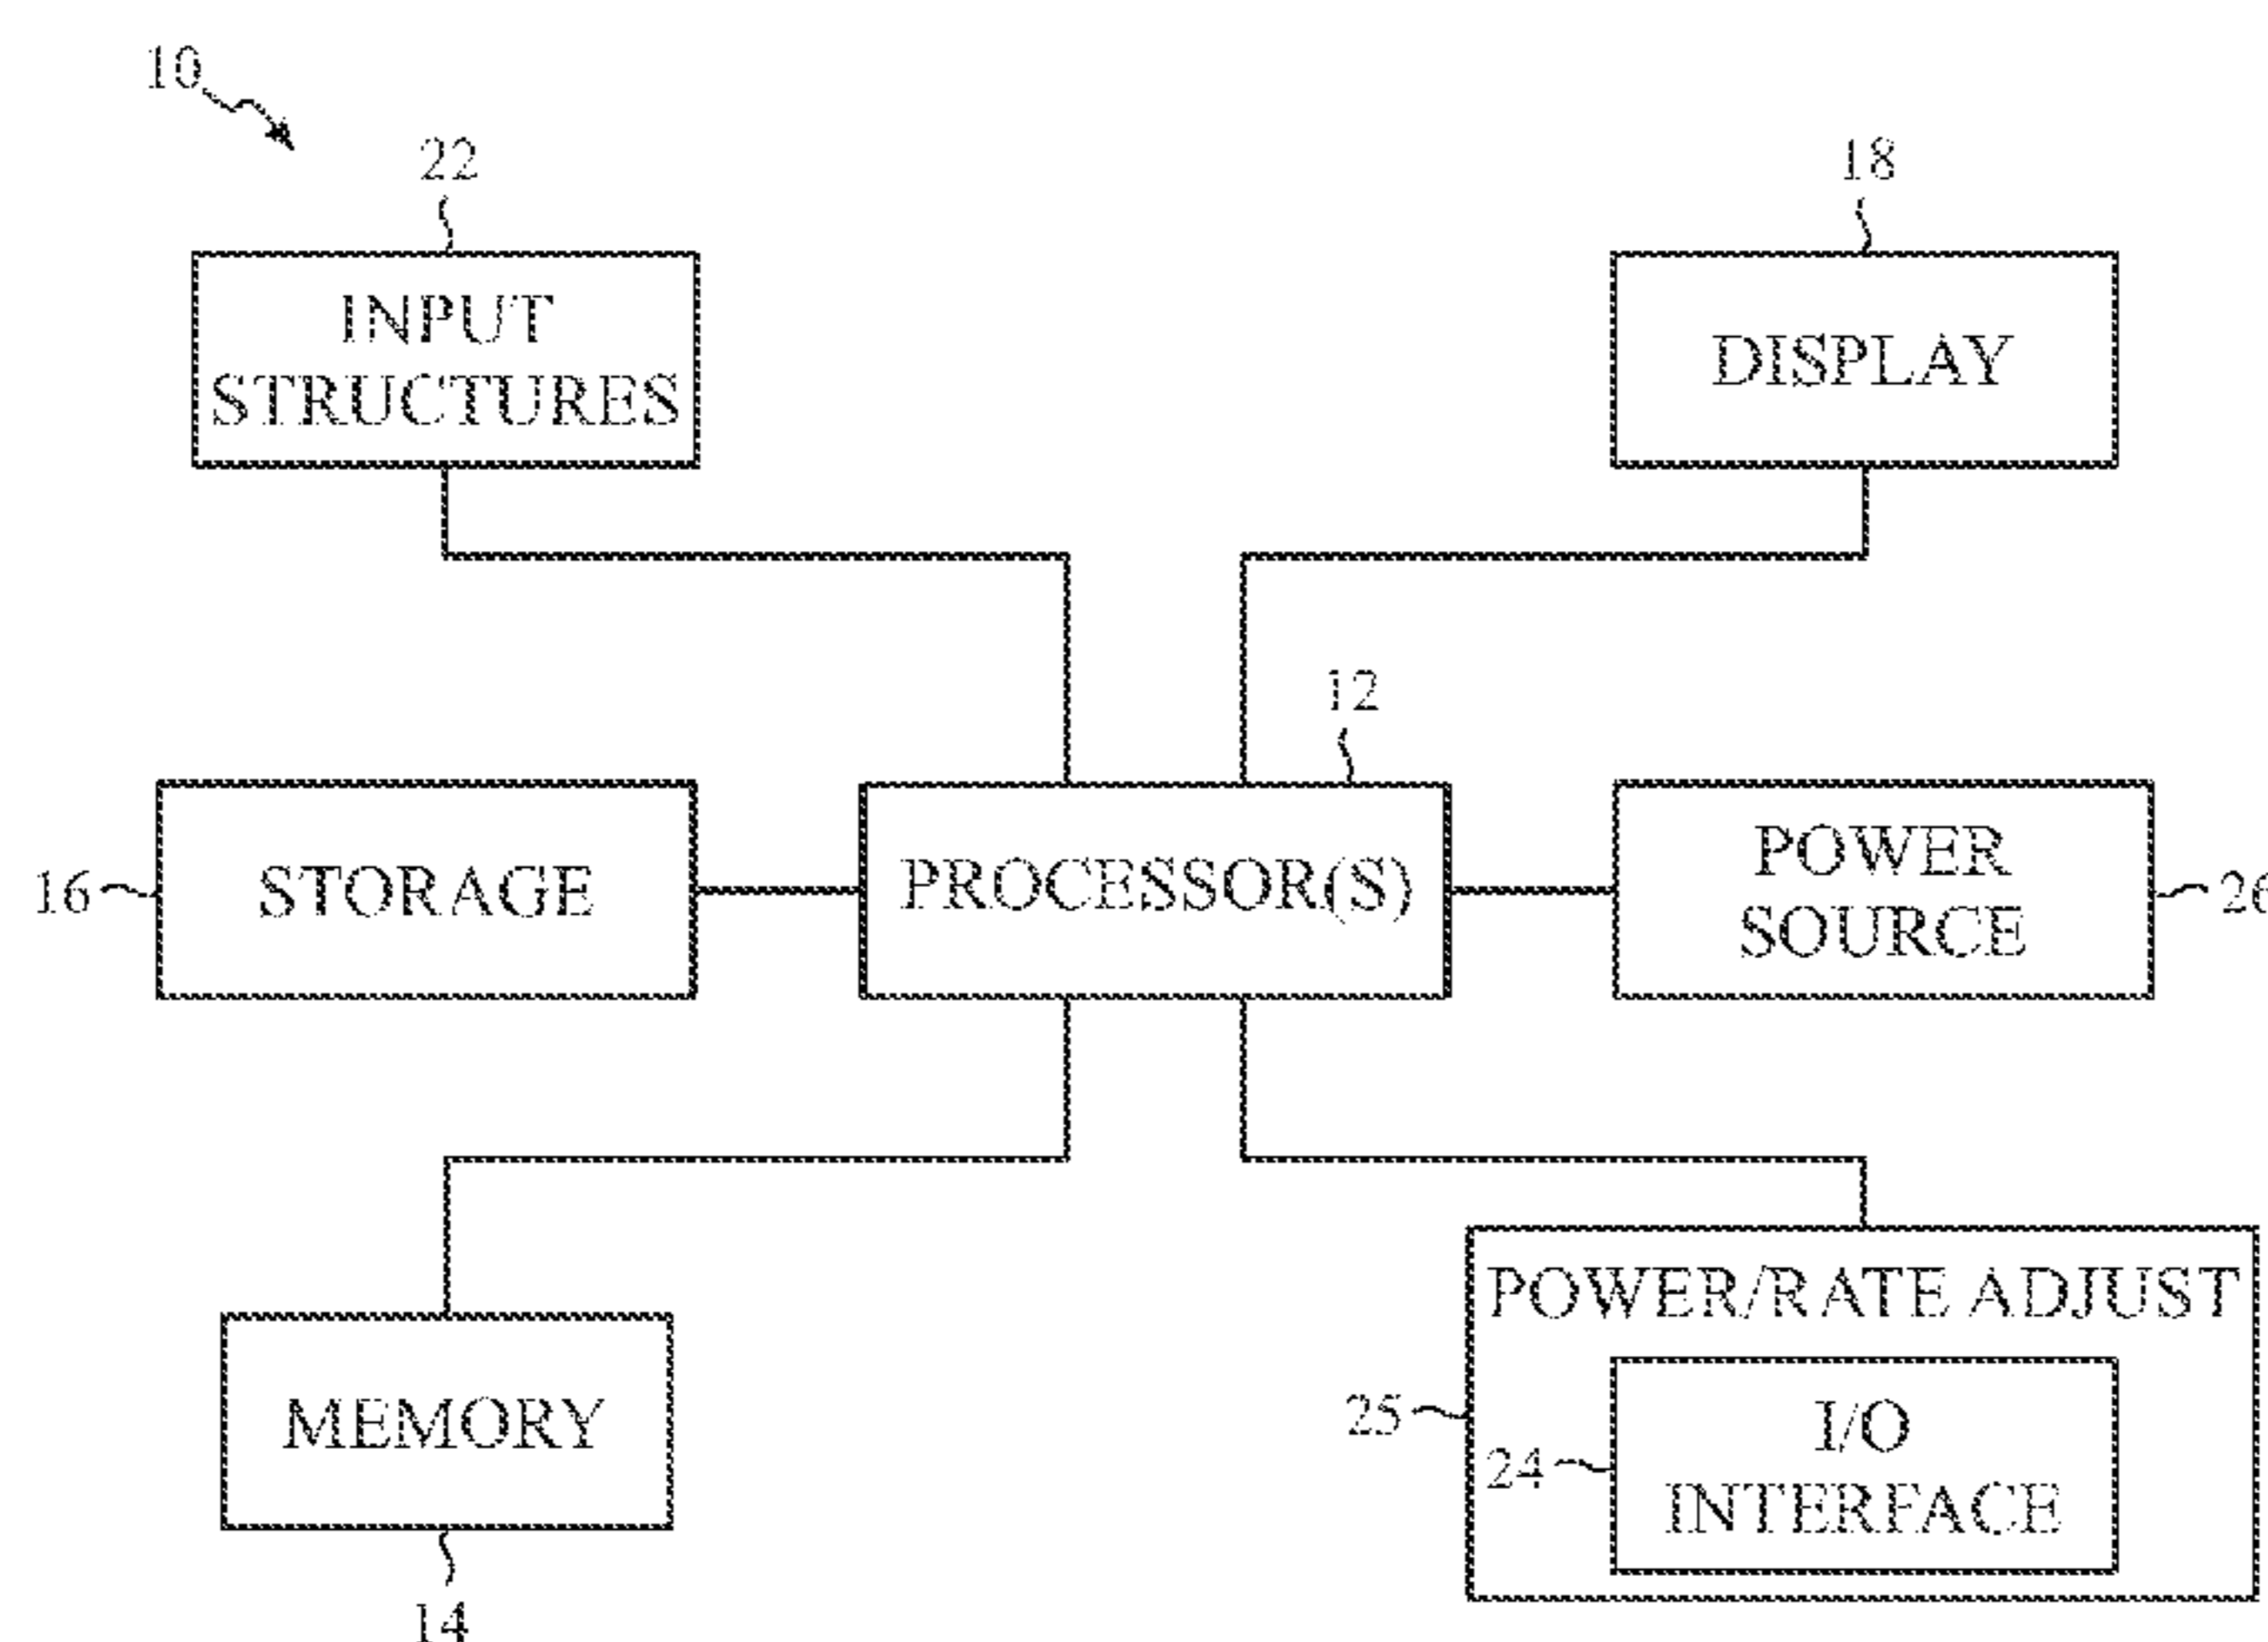 10
22
INPUT
STRUCTURES
18
DISPLAY
12
16
STORAGE
PROCESSOR(S)
POWER
SOURCE
26
POWER/RATE ADJUST
25
24
I/O
INTERFACE
MEMORY
14